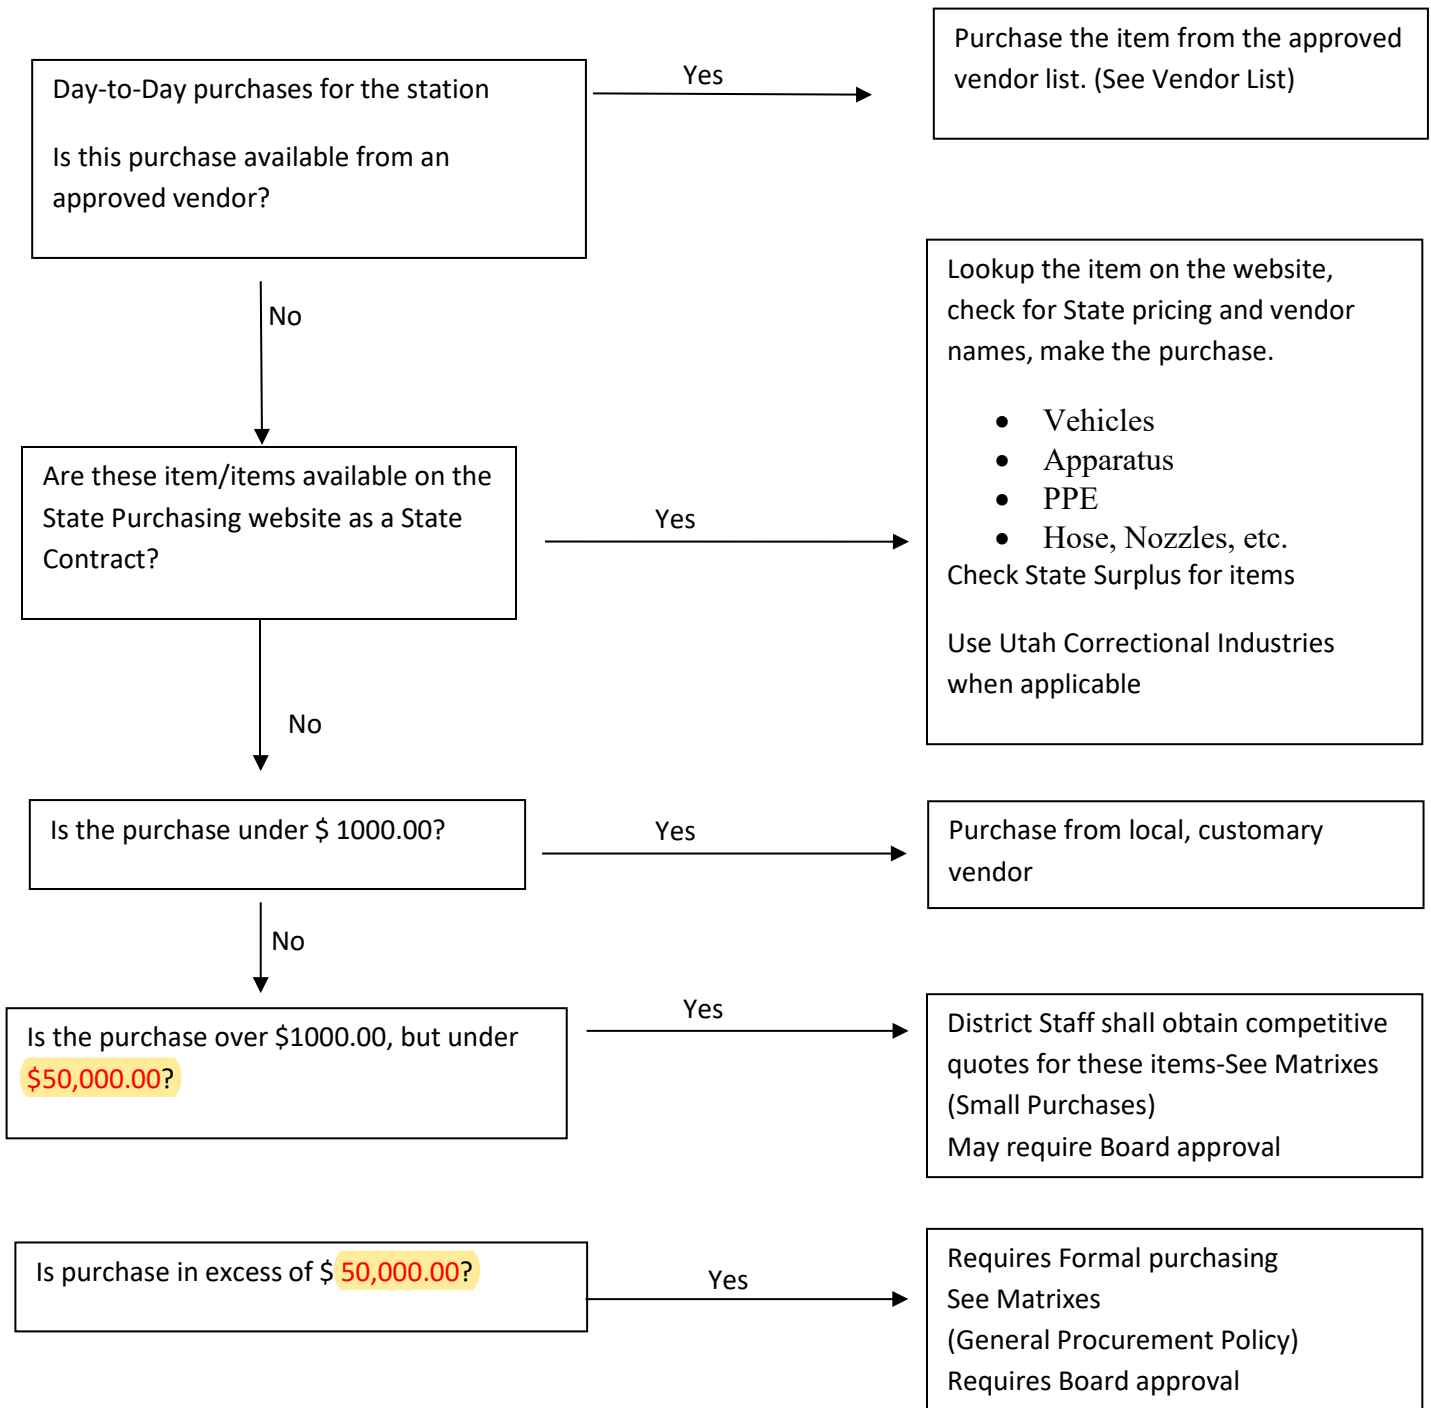 Day-to-Day purchases for the station
Is this purchase available from an
approved vendor?
Yes
Purchase the item from the approved
vendor list. (See Vendor List)
No
Are these item/items available on the
State Purchasing website as a State
Contract?
Yes
Lookup the item on the website,
check for State pricing and vendor
names, make the purchase.
• Vehicles
• Apparatus
• PPE
• Hose, Nozzles, etc.
Check State Surplus for items
Use Utah Correctional Industries
when applicable
No
Is the purchase under $ 1000.00?
Yes
Purchase from local, customary
vendor
No
Is the purchase over $1000.00, but under
$50,000.00?
Yes
District Staff shall obtain competitive
quotes for these items-See Matrixes
(Small Purchases)
May require Board approval
Is purchase in excess of $ 50,000.00?
Yes
Requires Formal purchasing
See Matrixes
(General Procurement Policy)
Requires Board approval